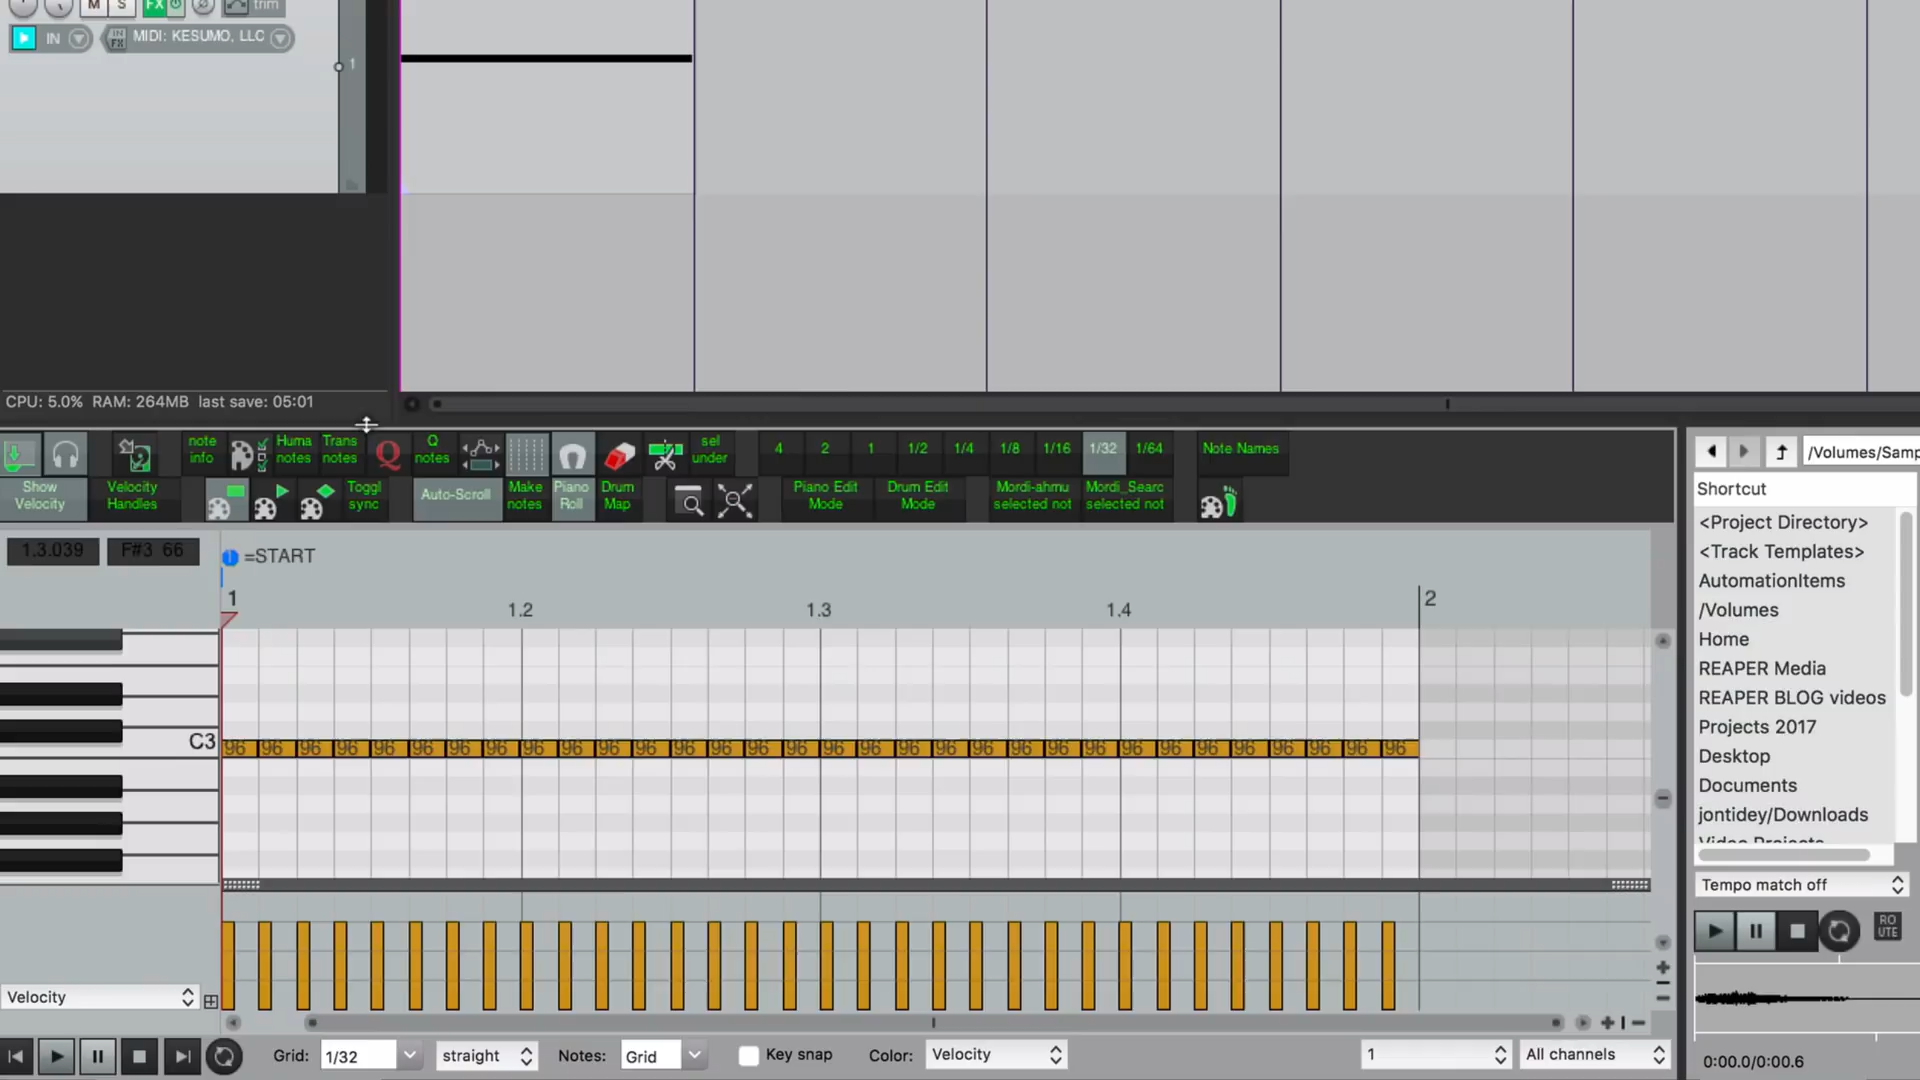 M S FX trim
IN IN FX MIDI: KESUMO, LLC
1
CPU: 5.0% RAM: 264MB last save: 05:01
note info
Huma notes
Trans notes
Q
Q notes
sel under
4 2 1 1/2 1/4 1/8 1/16 1/32 1/64
Note Names
Show Velocity
Velocity Handles
Toggl sync
Auto-Scroll
Make notes
Piano Roll
Drum Map
Piano Edit Mode
Drum Edit Mode
Mordi-ahmu selected not
Mordi_Searc selected not
/Volumes/Samp
Shortcut
<Project Directory>
<Track Templates>
AutomationItems
/Volumes
Home
REAPER Media
REAPER BLOG videos
Projects 2017
Desktop
Documents
jontidey/Downloads
Video Projects
Tempo match off
RO UTE
0:00.0/0:00.6
1.3.039 F#3 66
1 =START
1 1.2 1.3 1.4 2
C3 96 96 96 96 96 96 96 96 96 96 96 96 96 96 96 96 96 96 96 96 96 96 96 96 96 96 96 96 96 96 96 96
Velocity
Grid: 1/32 straight Notes: Grid Key snap Color: Velocity 1 All channels